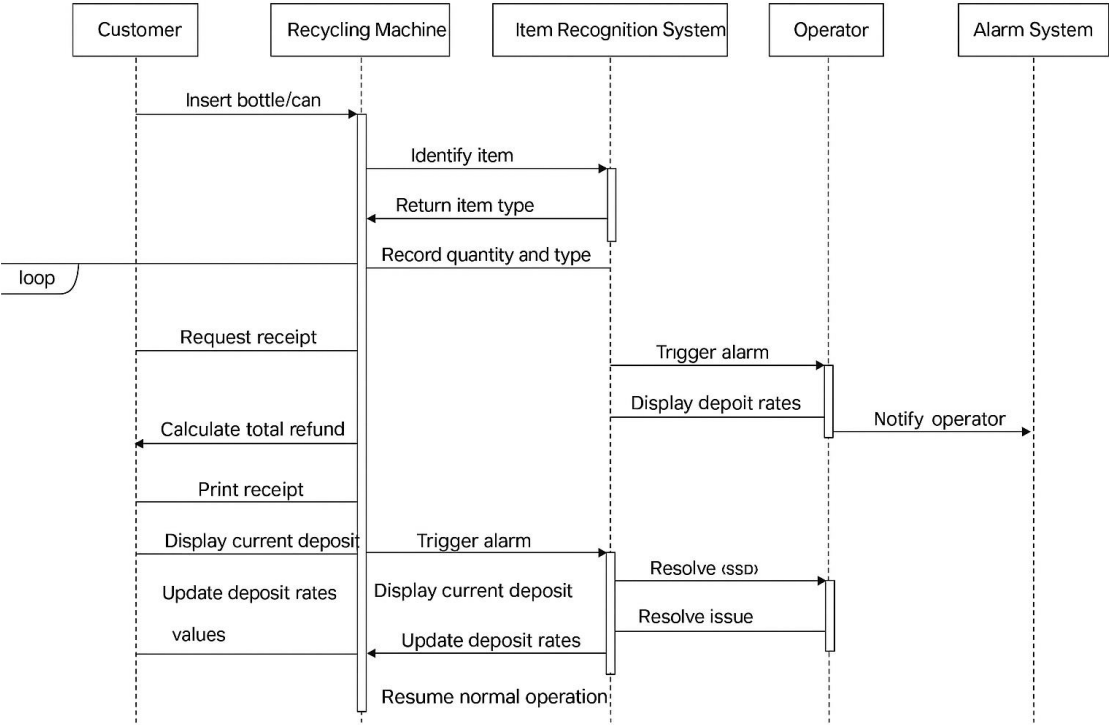 Customer
Recycling Machine
Item Recognition System
Operator
Alarm System
Insert bottle/can
Identify item
Return item type
Record quantity and type
loop
Request receipt
Trigger alarm
Display depoit rates
Notify operator
Calculate total refund
Print receipt
Display current deposit
Trigger alarm
Resolve (SSD)
Update deposit rates
Display current deposit
Resolve issue
values
Update deposit rates
Resume normal operation